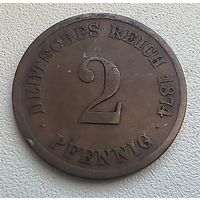 DEUTSCHES REICH 1874
2
PFENNIG